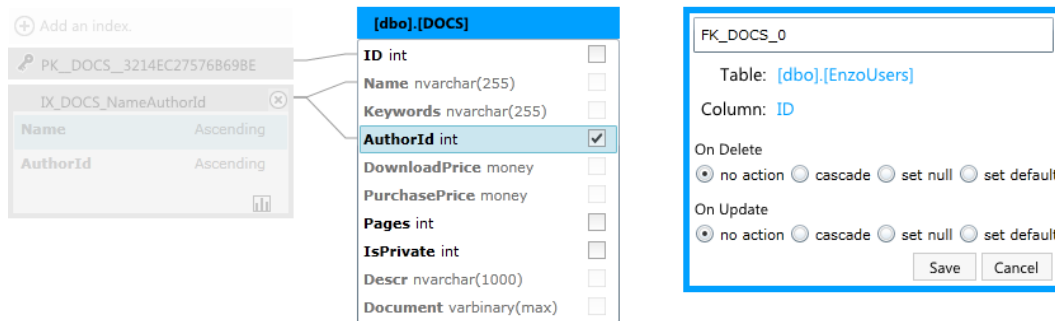 Add an index.
PK__DOCS__3214EC27576B69BE
IX_DOCS_NameAuthorId
Name Ascending
AuthorId Ascending
[dbo].[DOCS]
ID int
Name nvarchar(255)
Keywords nvarchar(255)
AuthorId int
DownloadPrice money
PurchasePrice money
Pages int
IsPrivate int
Descr nvarchar(1000)
Document varbinary(max)
FK_DOCS_0
Table: [dbo].[EnzoUsers]
Column: ID
On Delete
no action cascade set null set default
On Update
no action cascade set null set default
Save Cancel